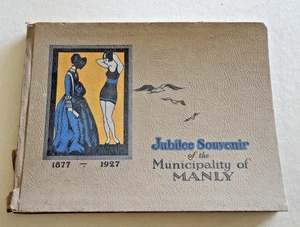 1877 – 1927
Jubilee Souvenir
of the
Municipality of
MANLY